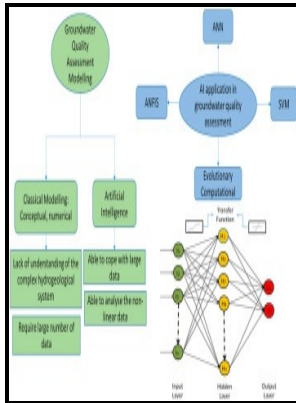 Groundwater
Quality
Assessment
Modelling
Classical Modelling:
Conceptual, numerical
Artificial
Intelligence
Lack of understanding of the
complex hydrogeological
system
Require large number of
data
Able to cope with large
data
Able to analyse the non-
linear data
ANN
ANFIS
AI application in
groundwater quality
assessment
SVM
Evolutionary
Computational
Transfer
Function
Input
Layer
Hidden
Layer
Output
Layer